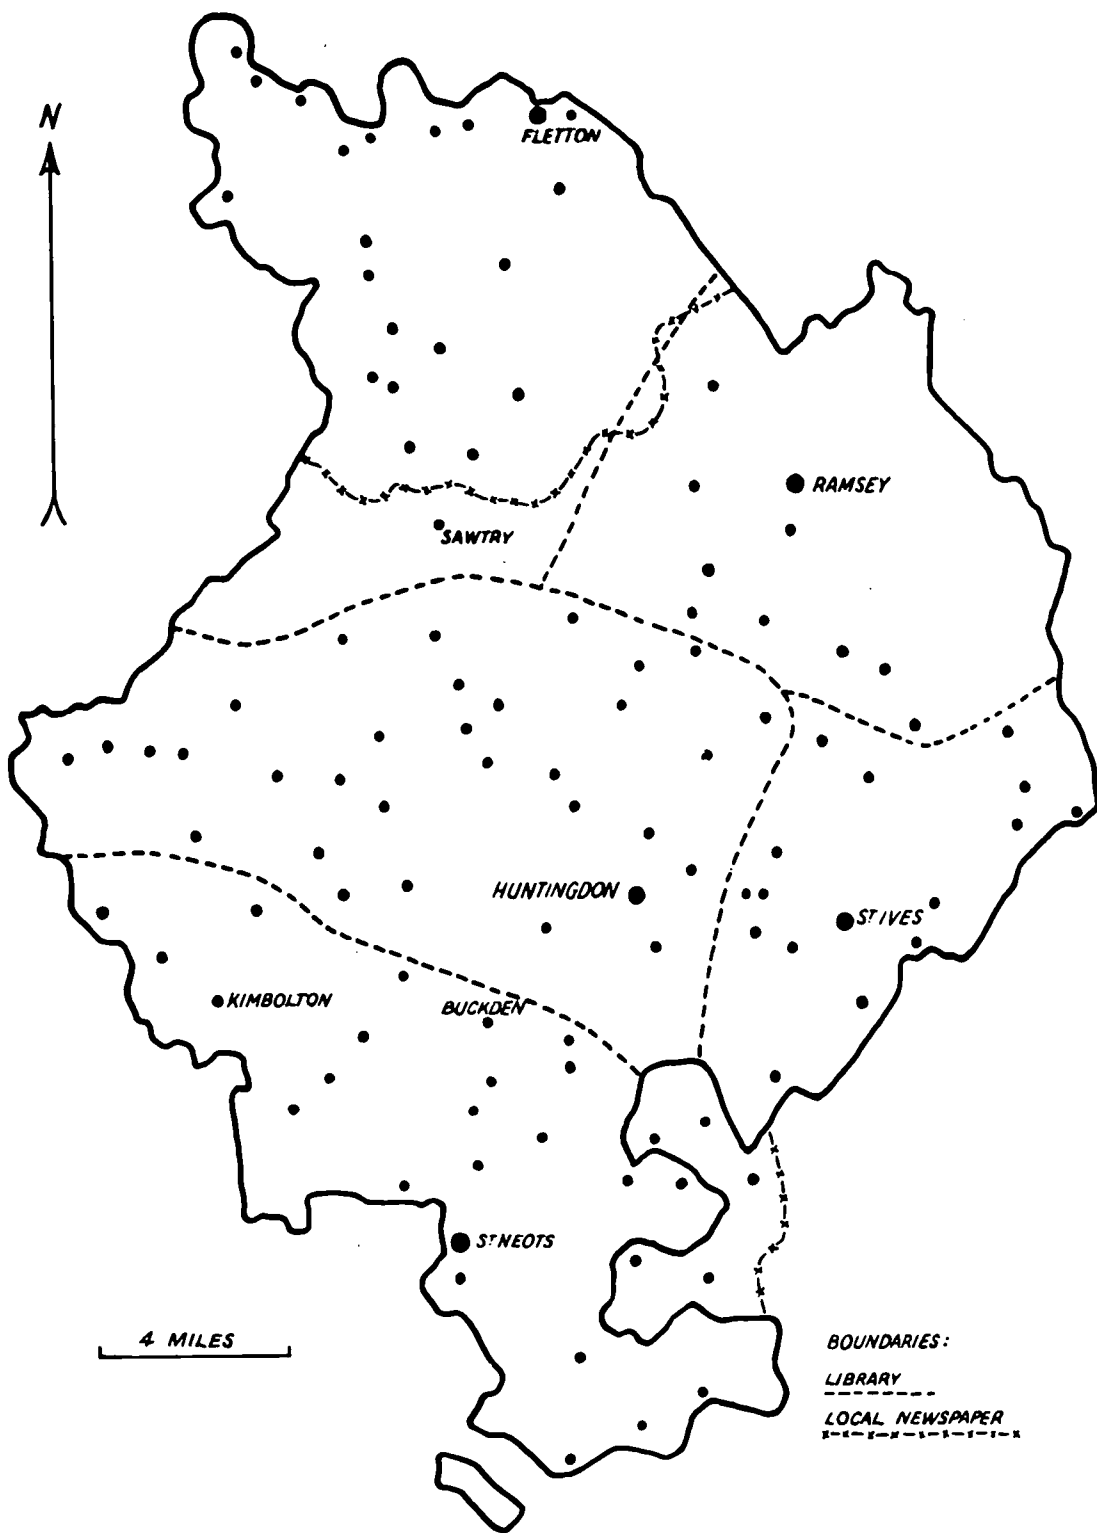 N
FLETTON
RAMSEY
SAWTRY
HUNTINGDON
ST IVES
KIMBOLTON
BUCKDEN
ST NEOTS
4 MILES
BOUNDARIES:
LIBRARY
LOCAL NEWSPAPER